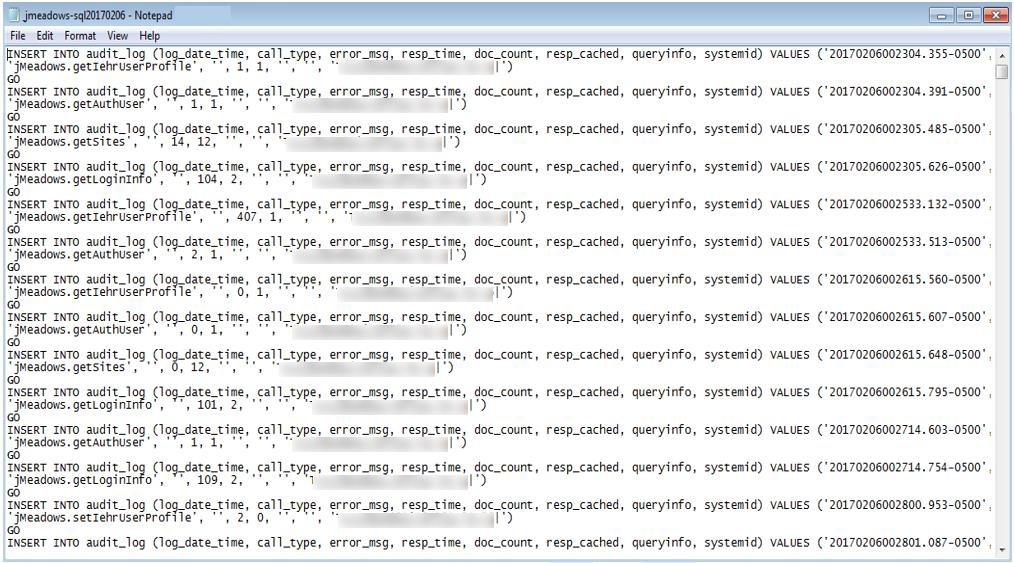 jmeadows-sql20170206 - Notepad
File Edit Format View Help
INSERT INTO audit_log (log_date_time, call_type, error_msg, resp_time, doc_count, resp_cached, queryinfo, systemid) VALUES ('20170206002304.355-0500',
'jMeadows.getIehrUserProfile', '', 1, 1, '', '', ' |')
GO
INSERT INTO audit_log (log_date_time, call_type, error_msg, resp_time, doc_count, resp_cached, queryinfo, systemid) VALUES ('20170206002304.391-0500',
'jMeadows.getAuthUser', '', 1, 1, '', '', ' |')
GO
INSERT INTO audit_log (log_date_time, call_type, error_msg, resp_time, doc_count, resp_cached, queryinfo, systemid) VALUES ('20170206002305.485-0500',
'jMeadows.getSites', '', 14, 12, '', '', ' |')
GO
INSERT INTO audit_log (log_date_time, call_type, error_msg, resp_time, doc_count, resp_cached, queryinfo, systemid) VALUES ('20170206002305.626-0500',
'jMeadows.getLoginInfo', '', 104, 2, '', '', ' |')
GO
INSERT INTO audit_log (log_date_time, call_type, error_msg, resp_time, doc_count, resp_cached, queryinfo, systemid) VALUES ('20170206002533.132-0500',
'jMeadows.getIehrUserProfile', '', 407, 1, '', '', ' |')
GO
INSERT INTO audit_log (log_date_time, call_type, error_msg, resp_time, doc_count, resp_cached, queryinfo, systemid) VALUES ('20170206002533.513-0500',
'jMeadows.getAuthUser', '', 2, 1, '', '', ' |')
GO
INSERT INTO audit_log (log_date_time, call_type, error_msg, resp_time, doc_count, resp_cached, queryinfo, systemid) VALUES ('20170206002615.560-0500',
'jMeadows.getIehrUserProfile', '', 0, 1, '', '', ' |')
GO
INSERT INTO audit_log (log_date_time, call_type, error_msg, resp_time, doc_count, resp_cached, queryinfo, systemid) VALUES ('20170206002615.607-0500',
'jMeadows.getAuthUser', '', 0, 1, '', '', ' |')
GO
INSERT INTO audit_log (log_date_time, call_type, error_msg, resp_time, doc_count, resp_cached, queryinfo, systemid) VALUES ('20170206002615.648-0500',
'jMeadows.getSites', '', 0, 12, '', '', ' |')
GO
INSERT INTO audit_log (log_date_time, call_type, error_msg, resp_time, doc_count, resp_cached, queryinfo, systemid) VALUES ('20170206002615.795-0500',
'jMeadows.getLoginInfo', '', 101, 2, '', '', ' |')
GO
INSERT INTO audit_log (log_date_time, call_type, error_msg, resp_time, doc_count, resp_cached, queryinfo, systemid) VALUES ('20170206002714.603-0500',
'jMeadows.getAuthUser', '', 1, 1, '', '', ' |')
GO
INSERT INTO audit_log (log_date_time, call_type, error_msg, resp_time, doc_count, resp_cached, queryinfo, systemid) VALUES ('20170206002714.754-0500',
'jMeadows.getLoginInfo', '', 109, 2, '', '', ' |')
GO
INSERT INTO audit_log (log_date_time, call_type, error_msg, resp_time, doc_count, resp_cached, queryinfo, systemid) VALUES ('20170206002800.953-0500',
'jMeadows.setIehrUserProfile', '', 2, 0, '', '', ' |')
GO
INSERT INTO audit_log (log_date_time, call_type, error_msg, resp_time, doc_count, resp_cached, queryinfo, systemid) VALUES ('20170206002801.087-0500',